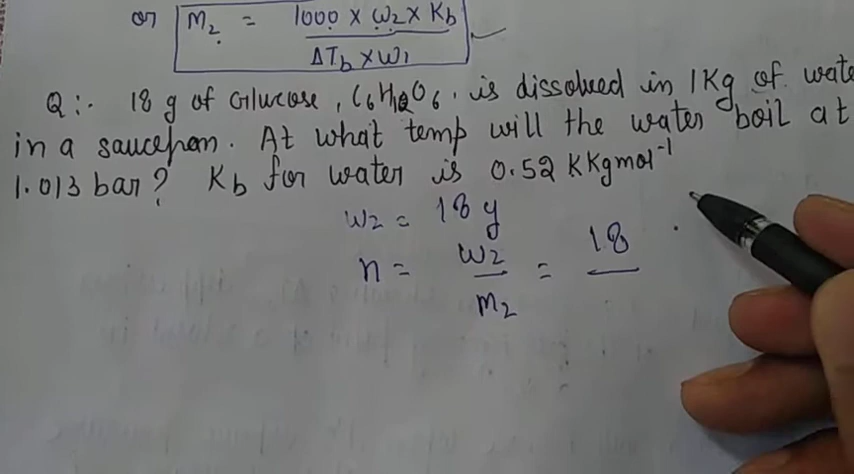 or M₂ = 1000 × W₂ × Kb / ΔTb × W₁
Q:- 18 g of Glucose, C₆H₁₂O₆, is dissolved in 1Kg of wate
in a saucepan. At what temp will the water boil at
1.013 bar? Kb for water is 0.52 K Kg mol⁻¹
W₂ = 18 g
n = W₂ / M₂ = 18